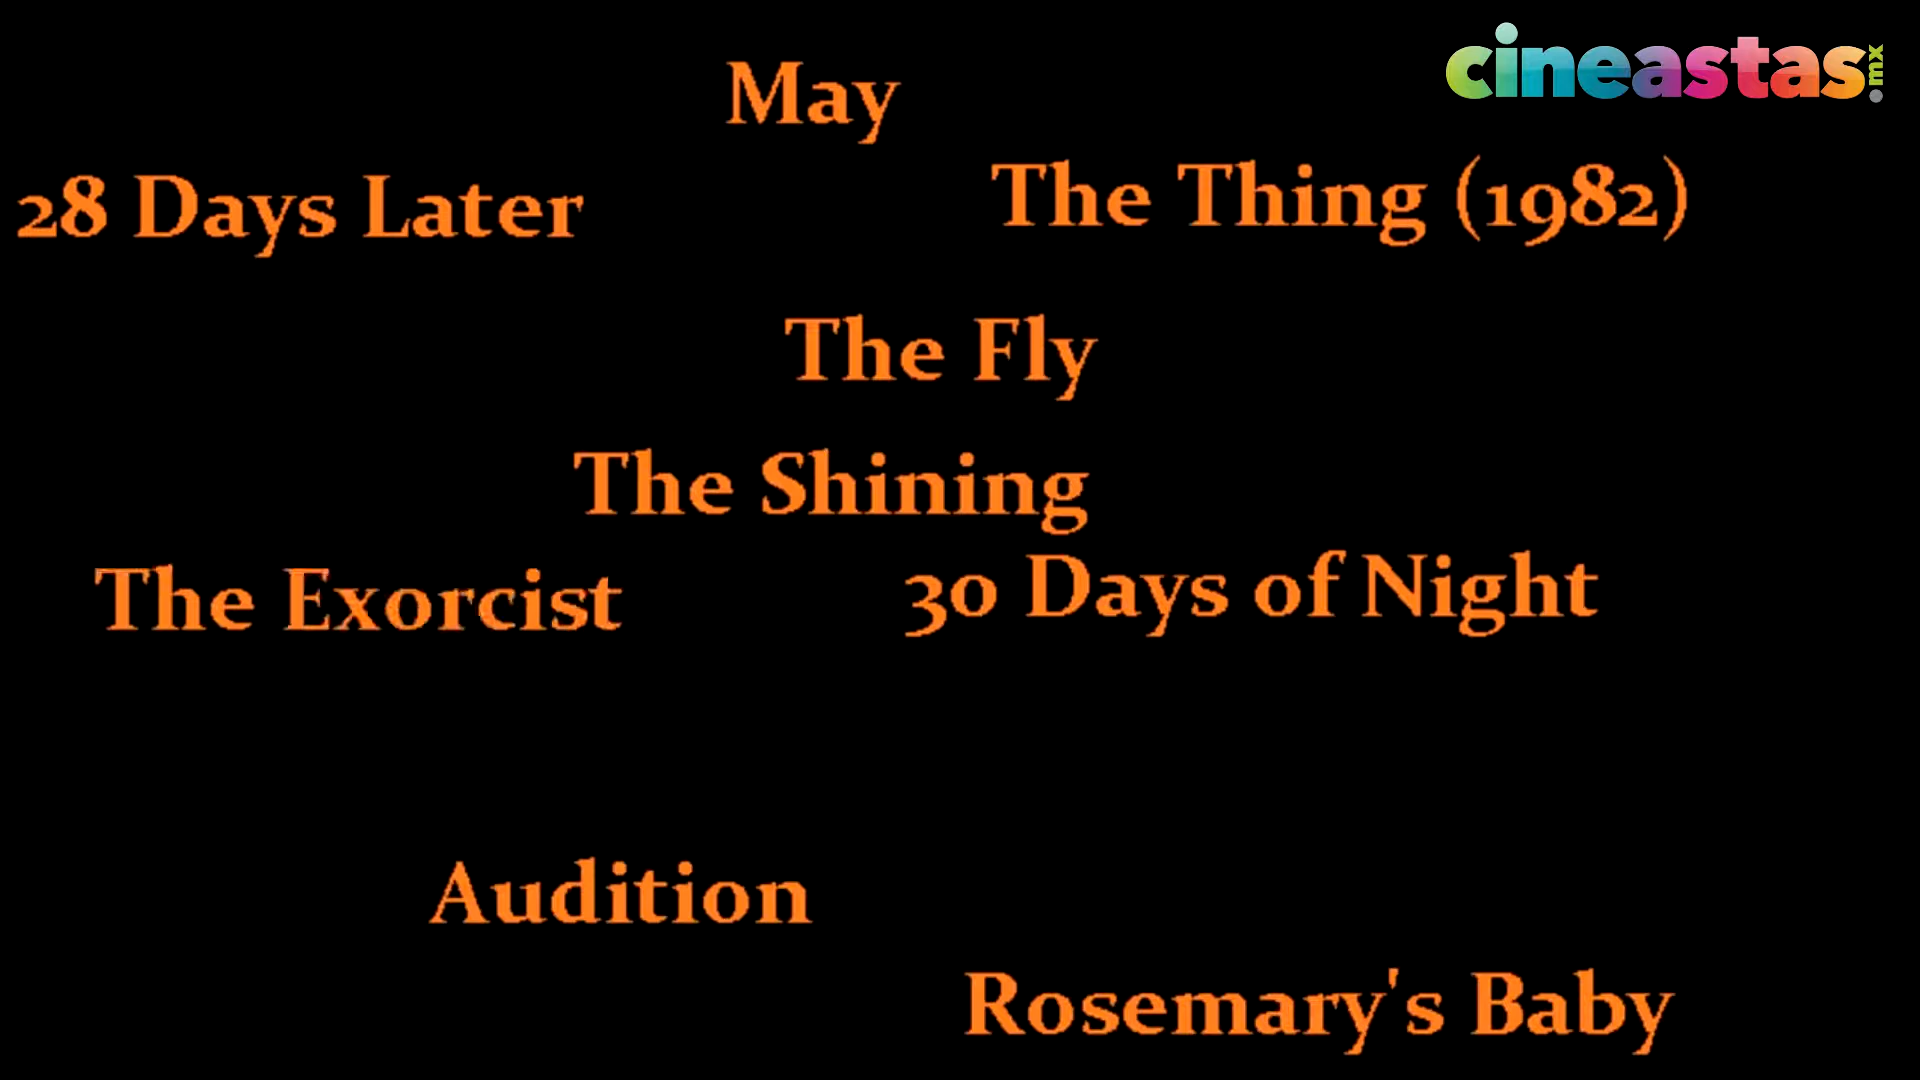 cineastas.mx
May
The Thing (1982)
28 Days Later
The Fly
The Shining
30 Days of Night
The Exorcist
Audition
Rosemary's Baby